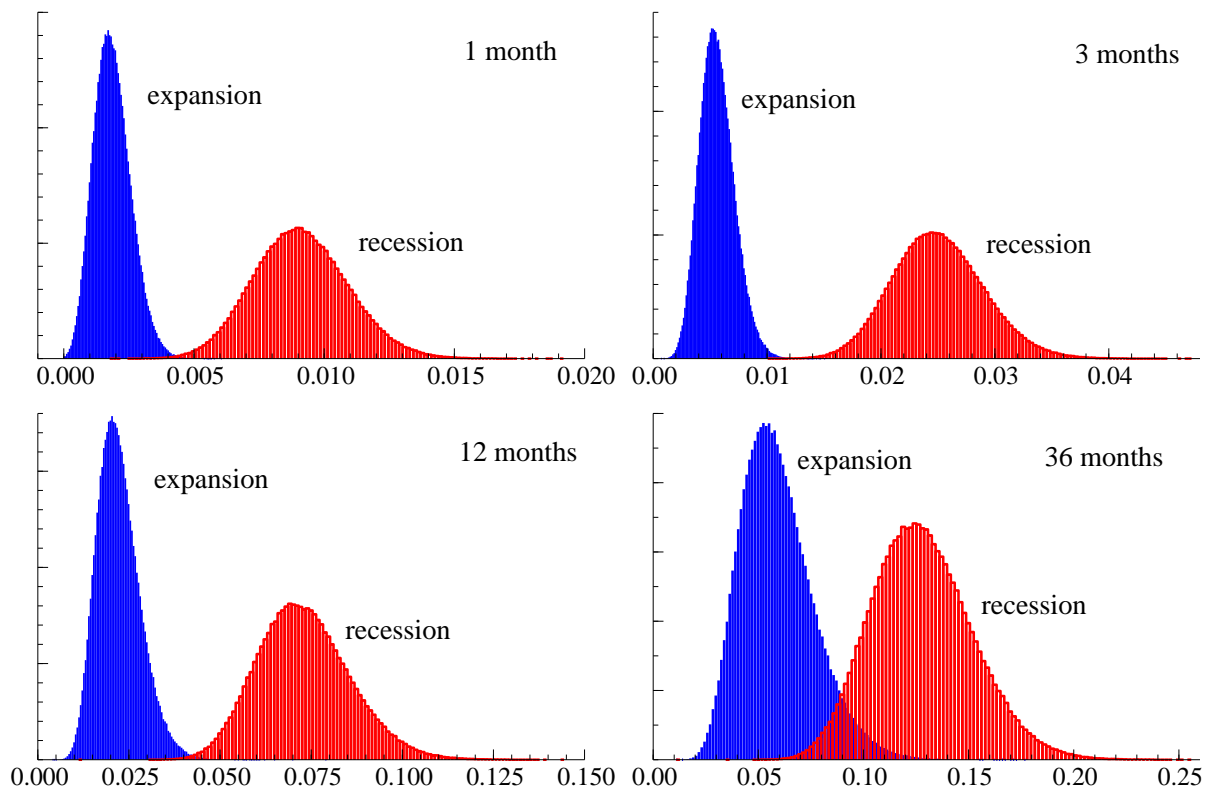 1 month
expansion
recession
0.000 0.005 0.010 0.015 0.020
3 months
expansion
recession
0.00 0.01 0.02 0.03 0.04
12 months
expansion
recession
0.000 0.025 0.050 0.075 0.100 0.125 0.150
36 months
expansion
recession
0.00 0.05 0.10 0.15 0.20 0.25